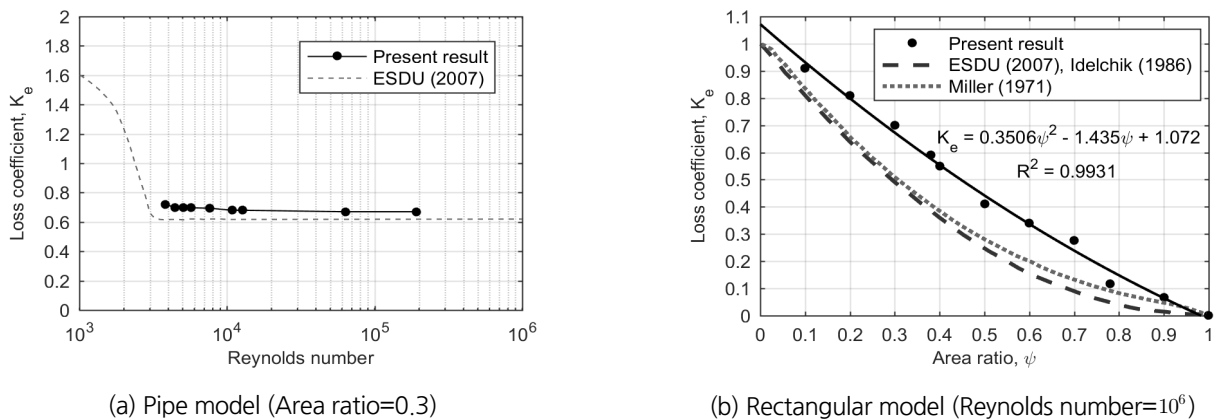 2
1.8
1.6
1.4
1.2
1
0.8
0.6
0.4
0.2
0
Loss coefficient, K_e
Present result
ESDU (2007)
10^3
10^4
10^5
10^6
Reynolds number
(a) Pipe model (Area ratio=0.3)
1.1
1
0.9
0.8
0.7
0.6
0.5
0.4
0.3
0.2
0.1
0
Loss coefficient, K_e
Present result
ESDU (2007), Idelchik (1986)
Miller (1971)
K_e = 0.3506ψ^2 - 1.435ψ + 1.072
R^2 = 0.9931
0 0.1 0.2 0.3 0.4 0.5 0.6 0.7 0.8 0.9 1
Area ratio, ψ
(b) Rectangular model (Reynolds number=10^6)